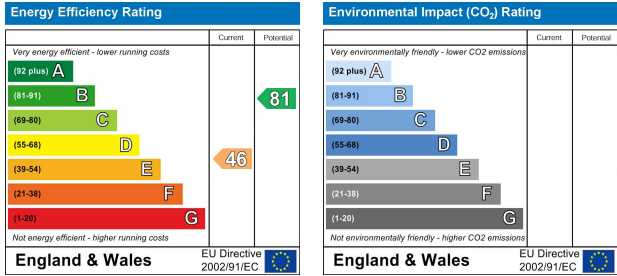 Energy Efficiency Rating
Current Potential
Very energy efficient - lower running costs
(92 plus) A
(81-91) B
81
(69-80) C
(55-68) D
(39-54) E
46
(21-38) F
(1-20) G
Not energy efficient - higher running costs
England & Wales
EU Directive
2002/91/EC
Environmental Impact (CO2) Rating
Current Potential
Very environmentally friendly - lower CO2 emissions
(92 plus) A
(81-91) B
(69-80) C
(55-68) D
(39-54) E
(21-38) F
(1-20) G
Not environmentally friendly - higher CO2 emissions
England & Wales
EU Directive
2002/91/EC